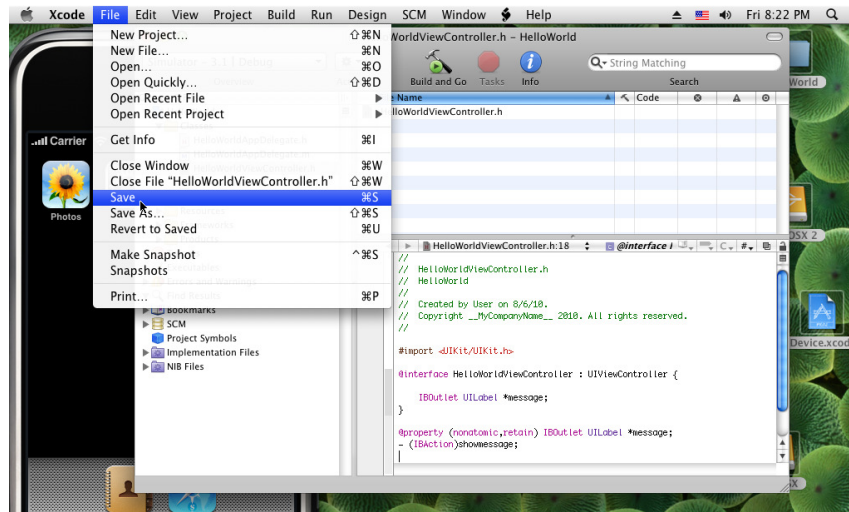 Xcode File Edit View Project Build Run Design SCM Window Help Fri 8:22 PM
New Project... ⇧⌘N
New File... ⌘N
Open... ⌘O
Open Quickly... ⇧⌘D
Open Recent File ▶
Open Recent Project ▶
Get Info ⌘I
Close Window ⌘W
Close File "HelloWorldViewController.h" ⇧⌘W
Save ⌘S
Save As... ⇧⌘S
Revert to Saved ⌘U
Make Snapshot ^⌘S
Snapshots
Print... ⌘P
Carrier
Photos
WorldViewController.h – HelloWorld
Build and Go Tasks Info
String Matching
Search
Name Code
lloWorldViewController.h
Bookmarks
SCM
Project Symbols
Implementation Files
NIB Files
HelloWorldViewController.h:18 @interface C #
//
// HelloWorldViewController.h
// HelloWorld
//
// Created by User on 8/6/10.
// Copyright __MyCompanyName__ 2010. All rights reserved.
//
#import <UIKit/UIKit.h>
@interface HelloWorldViewController : UIViewController {
IBOutlet UILabel *message;
}
@property (nonatomic,retain) IBOutlet UILabel *message;
- (IBAction)showmessage;
World
OSX 2
Device.xcod